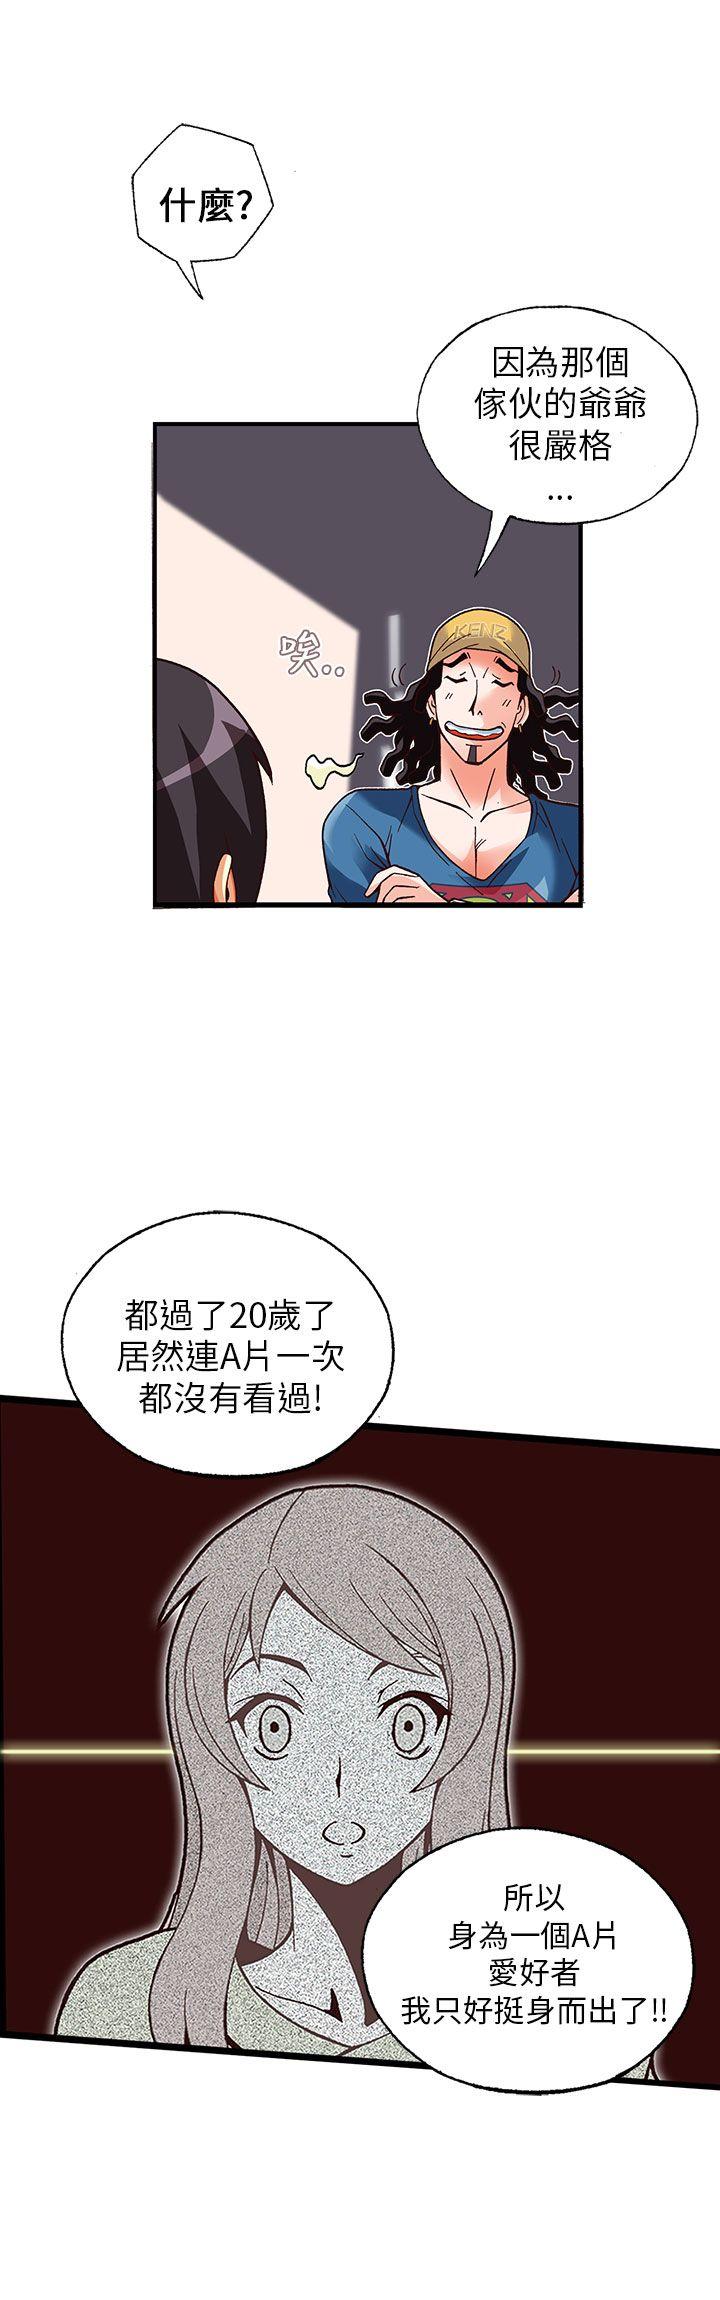 什麼?
因為那個
傢伙的爺爺
很嚴格
...
KENZ
唉..
都過了20歲了
居然連A片一次
都沒有看過!
所以
身為一個A片
愛好者
我只好挺身而出了!!